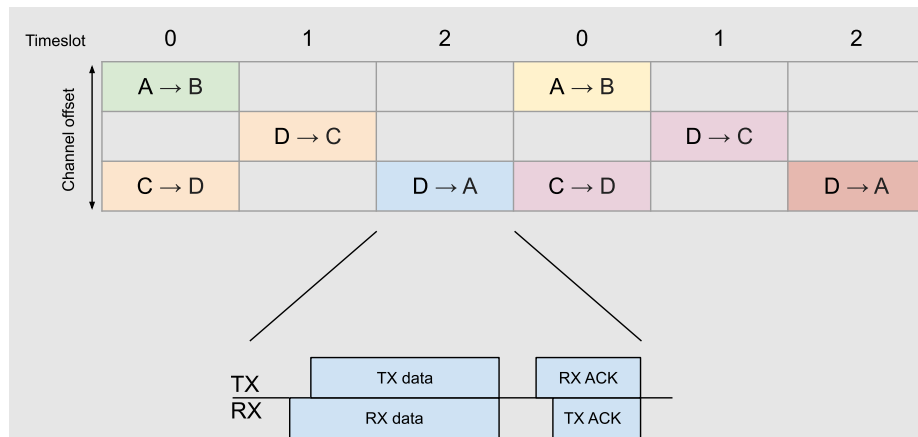 Timeslot 0 1 2 0 1 2
Channel offset
A → B A → B
D → C D → C
C → D D → A C → D D → A
TX TX data RX ACK
RX RX data TX ACK